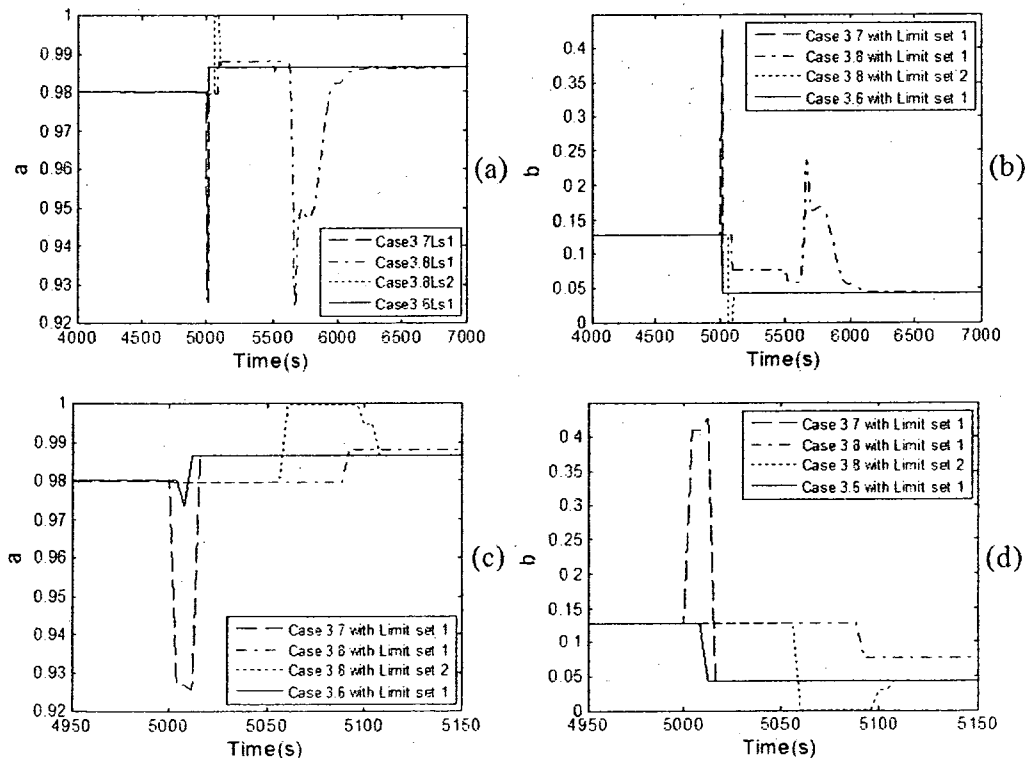 1
0.99
0.98
0.97
0.96
0.95
0.94
0.93
0.92
a
4000 4500 5000 5500 6000 6500 7000
Time(s)
Case3.7Ls1
Case3.8Ls1
Case3.8Ls2
Case3.6Ls1
(a)
0.4
0.35
0.3
0.25
0.2
0.15
0.1
0.05
0
b
4000 4500 5000 5500 6000 6500 7000
Time(s)
Case 3.7 with Limit set 1
Case 3.8 with Limit set 1
Case 3.8 with Limit set 2
Case 3.6 with Limit set 1
(b)
1
0.99
0.98
0.97
0.96
0.95
0.94
0.93
0.92
a
4950 5000 5050 5100 5150
Time(s)
Case 3.7 with Limit set 1
Case 3.8 with Limit set 1
Case 3.8 with Limit set 2
Case 3.6 with Limit set 1
(c)
0.4
0.35
0.3
0.25
0.2
0.15
0.1
0.05
0
b
4950 5000 5050 5100 5150
Time(s)
Case 3.7 with Limit set 1
Case 3.8 with Limit set 1
Case 3.8 with Limit set 2
Case 3.6 with Limit set 1
(d)